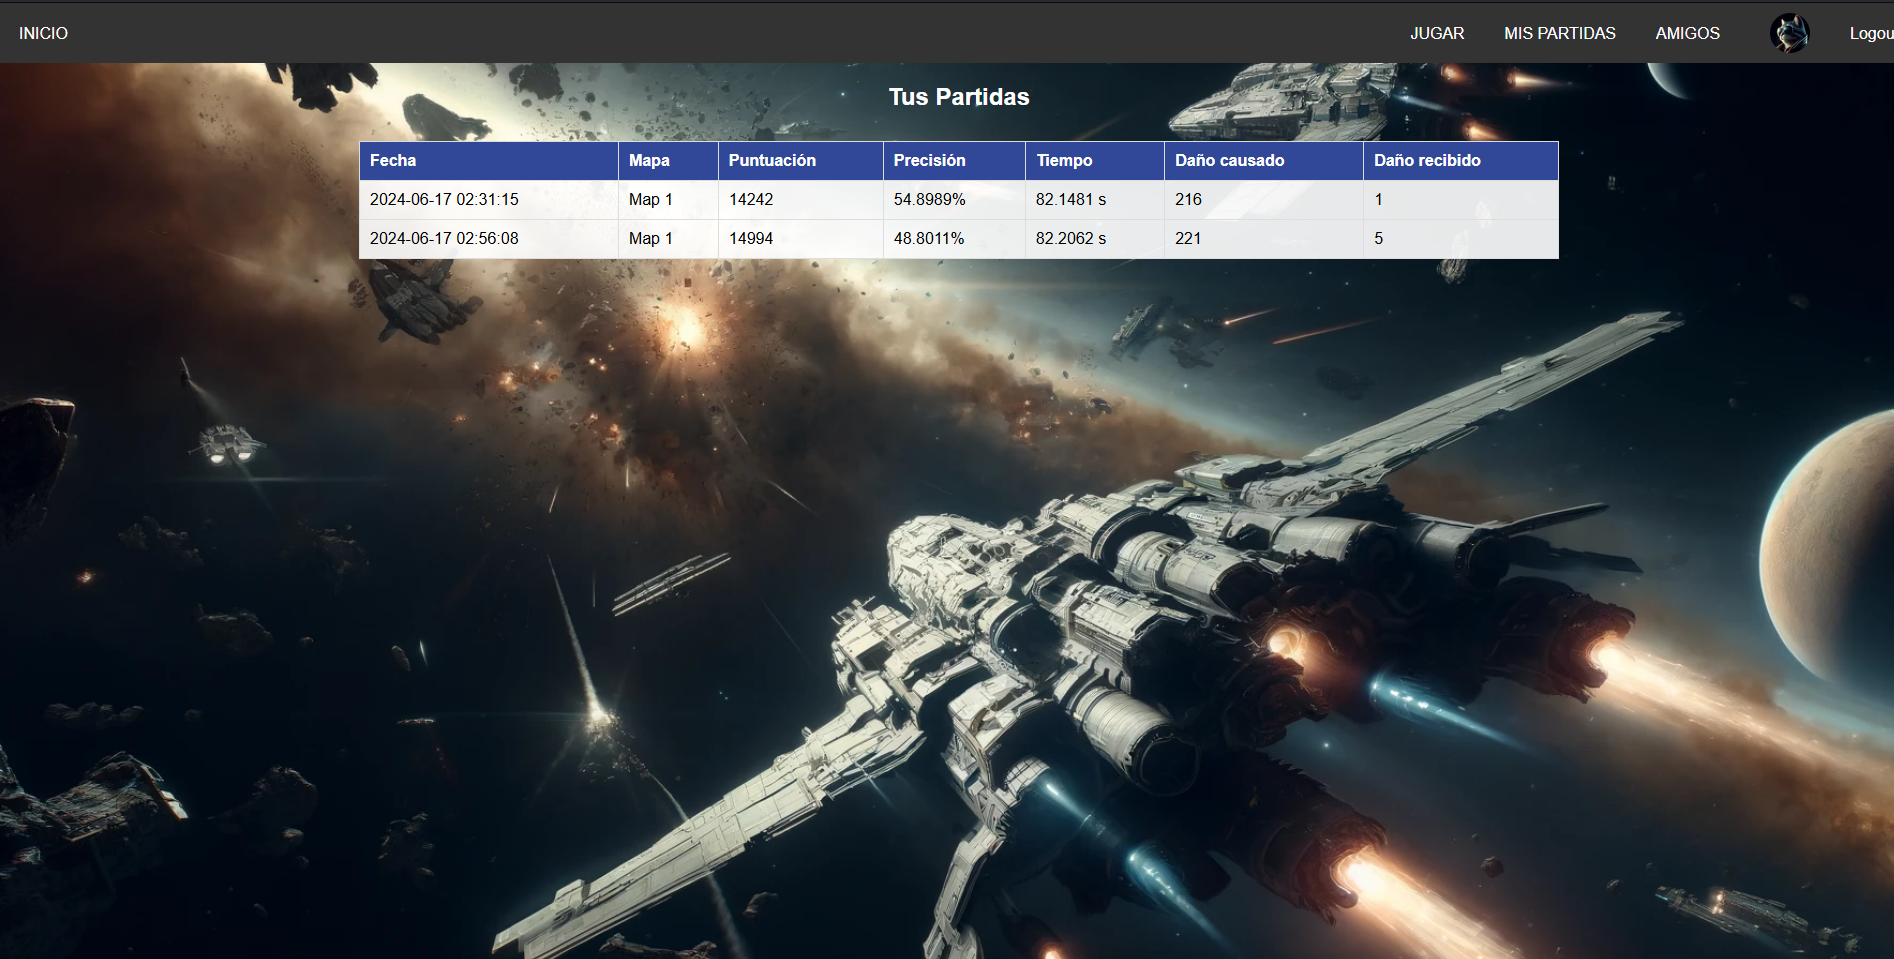 INICIO JUGAR MIS PARTIDAS AMIGOS Logou
Tus Partidas
Fecha Mapa Puntuación Precisión Tiempo Daño causado Daño recibido
2024-06-17 02:31:15 Map 1 14242 54.8989% 82.1481 s 216 1
2024-06-17 02:56:08 Map 1 14994 48.8011% 82.2062 s 221 5